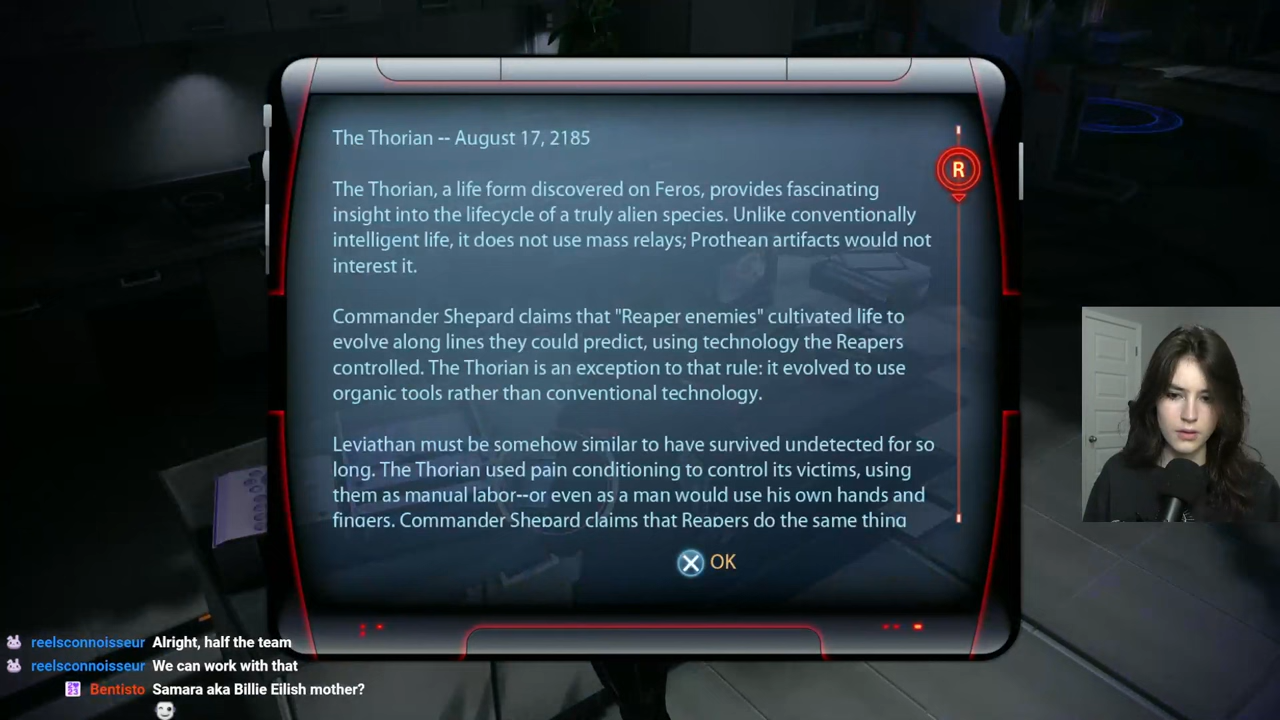 The Thorian -- August 17, 2185
The Thorian, a life form discovered on Feros, provides fascinating
insight into the lifecycle of a truly alien species. Unlike conventionally
intelligent life, it does not use mass relays; Prothean artifacts would not
interest it.
Commander Shepard claims that "Reaper enemies" cultivated life to
evolve along lines they could predict, using technology the Reapers
controlled. The Thorian is an exception to that rule: it evolved to use
organic tools rather than conventional technology.
Leviathan must be somehow similar to have survived undetected for so
long. The Thorian used pain conditioning to control its victims, using
them as manual labor--or even as a man would use his own hands and
fingers. Commander Shepard claims that Reapers do the same thing
R
OK
reelsconnoisseur Alright, half the team
reelsconnoisseur We can work with that
Bentisto Samara aka Billie Eilish mother?